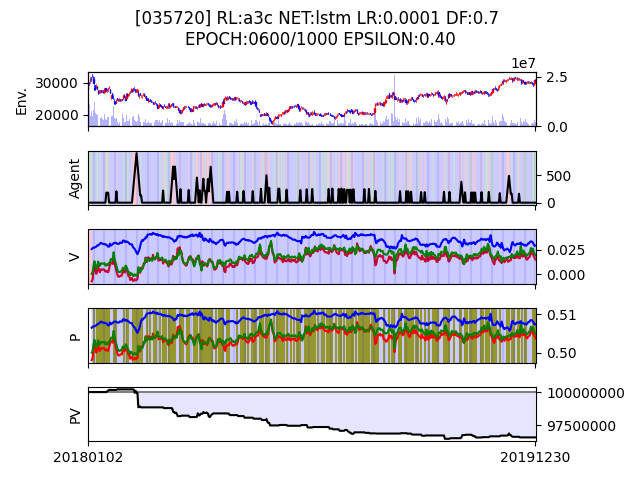 [035720] RL:a3c NET:lstm LR:0.0001 DF:0.7
EPOCH:0600/1000 EPSILON:0.40
1e7
Env.
30000
20000
2.5
0.0
Agent
500
0
V
0.025
0.000
P
0.51
0.50
PV
100000000
97500000
20180102
20191230